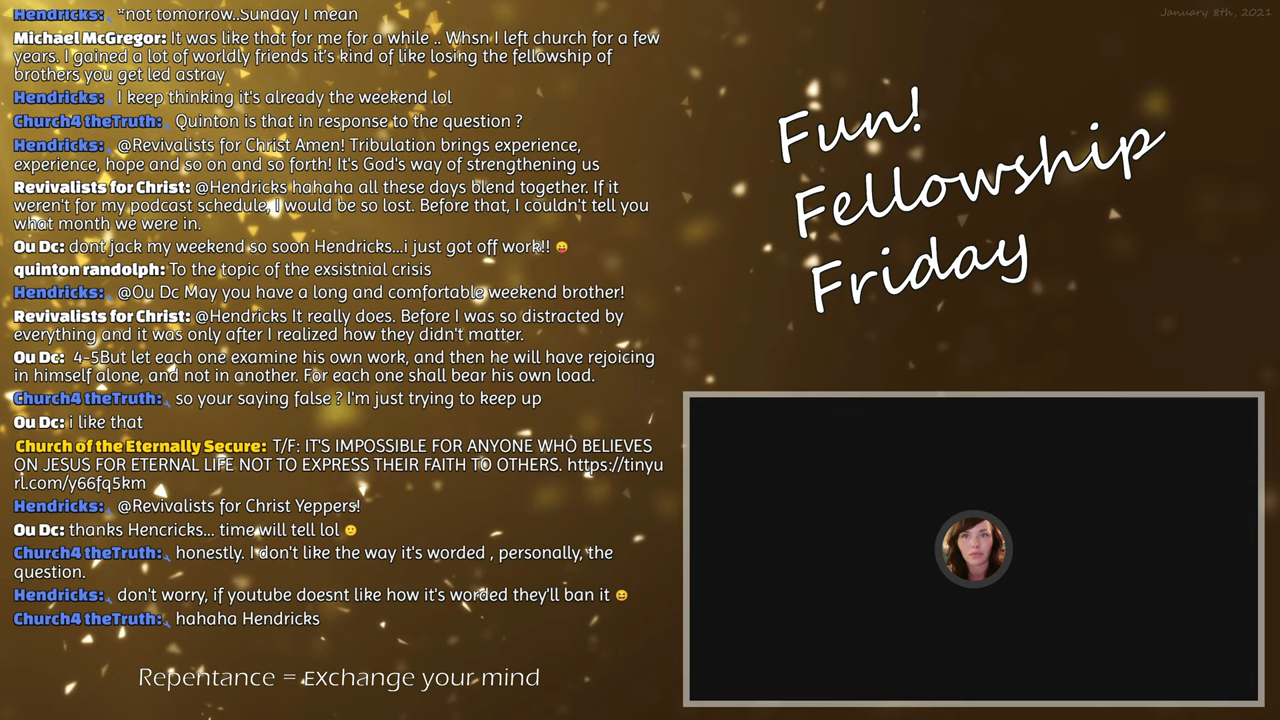 Hendricks: *not tomorrow..Sunday I mean
Michael McGregor: It was like that for me for a while .. Whsn I left church for a few
years. I gained a lot of worldly friends it's kind of like losing the fellowship of
brothers you get led astray
Hendricks: I keep thinking it's already the weekend lol
Church4 theTruth: Quinton is that in response to the question ?
Hendricks: @Revivalists for Christ Amen! Tribulation brings experience,
experience, hope and so on and so forth! It's God's way of strengthening us
Revivalists for Christ: @Hendricks hahaha all these days blend together. If it
weren't for my podcast schedule, I would be so lost. Before that, I couldn't tell you
what month we were in.
Ou Dc: dont jack my weekend so soon Hendricks...i just got off work!! 😛
quinton randolph: To the topic of the exsistnial crisis
Hendricks: @Ou Dc May you have a long and comfortable weekend brother!
Revivalists for Christ: @Hendricks It really does. Before I was so distracted by
everything and it was only after I realized how they didn't matter.
Ou Dc: 4-5But let each one examine his own work, and then he will have rejoicing
in himself alone, and not in another. For each one shall bear his own load.
Church4 theTruth: so your saying false ? I'm just trying to keep up
Ou Dc: i like that
Church of the Eternally Secure: T/F: IT'S IMPOSSIBLE FOR ANYONE WHO BELIEVES
ON JESUS FOR ETERNAL LIFE NOT TO EXPRESS THEIR FAITH TO OTHERS. https://tinyu
rl.com/y66fq5km
Hendricks: @Revivalists for Christ Yeppers!
Ou Dc: thanks Hencricks... time will tell lol 🙂
Church4 theTruth: honestly. I don't like the way it's worded , personally, the
question.
Hendricks: don't worry, if youtube doesnt like how it's worded they'll ban it 😆
Church4 theTruth: hahaha Hendricks
Repentance = exchange your mind
January 8th, 2021
Fun!
Fellowship
Friday